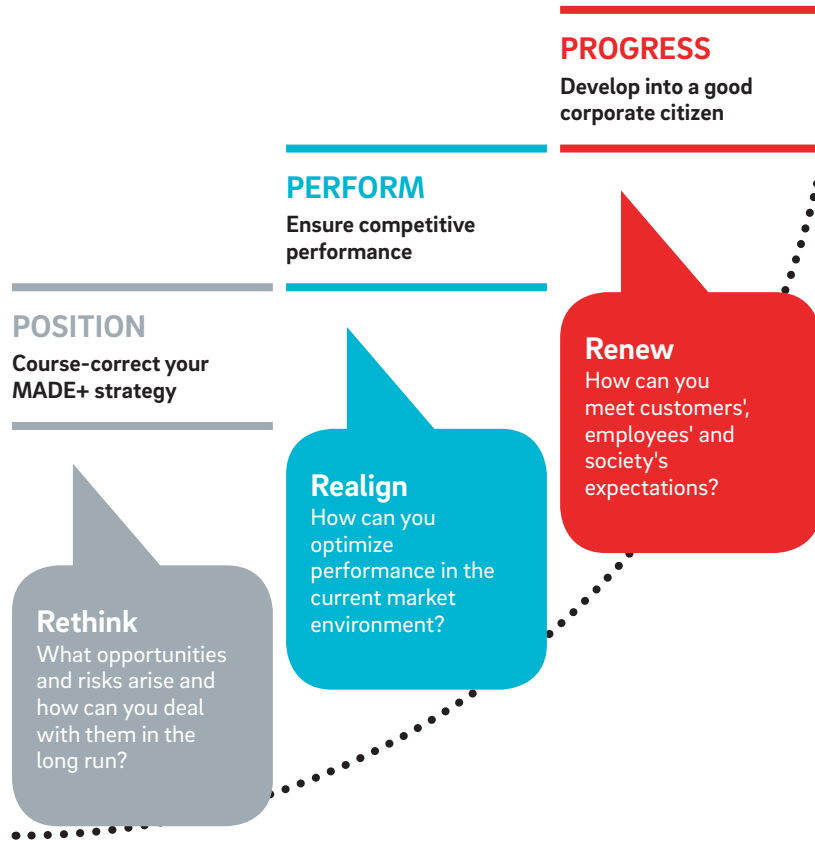 PROGRESS
Develop into a good
corporate citizen
PERFORM
Ensure competitive
performance
POSITION
Course-correct your
MADE+ strategy
Renew
How can you
meet customers',
employees' and
society's
expectations?
Realign
How can you
optimize
performance in the
current market
environment?
Rethink
What opportunities
and risks arise and
how can you deal
with them in the
long run?